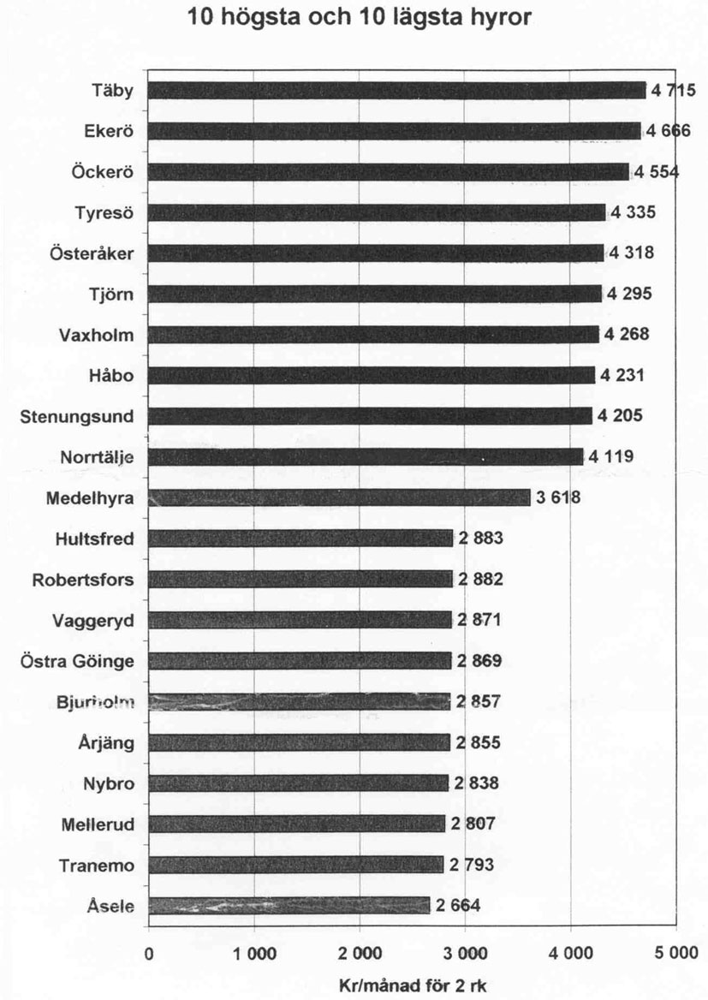 10 högsta och 10 lägsta hyror
Täby 4 715
Ekerö 4 666
Öckerö 4 554
Tyresö 4 335
Österåker 4 318
Tjörn 4 295
Vaxholm 4 268
Håbo 4 231
Stenungsund 4 205
Norrtälje 4 119
Medelhyra 3 618
Hultsfred 2 883
Robertsfors 2 882
Vaggeryd 2 871
Östra Göinge 2 869
Bjurholm 2 857
Årjäng 2 855
Nybro 2 838
Mellerud 2 807
Tranemo 2 793
Åsele 2 664
0 1 000 2 000 3 000 4 000 5 000
Kr/månad för 2 rk